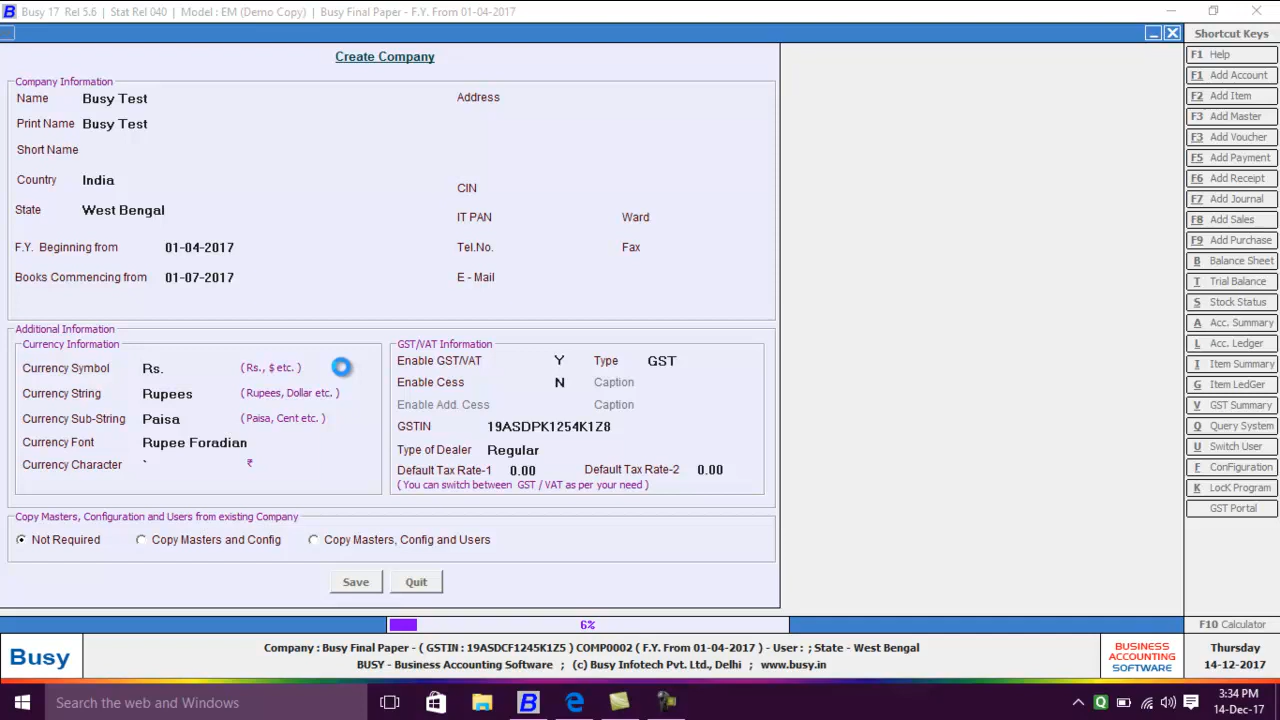 Busy 17 Rel 5.6 | Stat Rel 040 | Model : EM (Demo Copy) | Busy Final Paper - F.Y. From 01-04-2017
Create Company
Company Information
Name Busy Test Address
Print Name Busy Test
Short Name
Country India
CIN
State West Bengal
IT PAN Ward
F.Y. Beginning from 01-04-2017 Tel.No. Fax
Books Commencing from 01-07-2017 E - Mail
Additional Information
Currency Information
Currency Symbol Rs. ( Rs., $ etc. )
Currency String Rupees ( Rupees, Dollar etc. )
Currency Sub-String Paisa ( Paisa, Cent etc. )
Currency Font Rupee Foradian
Currency Character ` ₹
GST/VAT Information
Enable GST/VAT Y Type GST
Enable Cess N Caption
Enable Add. Cess Caption
GSTIN 19ASDPK1254K1Z8
Type of Dealer Regular
Default Tax Rate-1 0.00 Default Tax Rate-2 0.00
( You can switch between GST / VAT as per your need )
Copy Masters, Configuration and Users from existing Company
Not Required Copy Masters and Config Copy Masters, Config and Users
Save Quit
6%
Shortcut Keys
F1 Help
F1 Add Account
F2 Add Item
F3 Add Master
F3 Add Voucher
F5 Add Payment
F6 Add Receipt
F7 Add Journal
F8 Add Sales
F9 Add Purchase
B Balance Sheet
T Trial Balance
S Stock Status
A Acc. Summary
L Acc. Ledger
I Item Summary
G Item LedGer
V GST Summary
Q Query System
U Switch User
F ConFiguration
K LocK Program
GST Portal
F10 Calculator
Busy
Company : Busy Final Paper - ( GSTIN : 19ASDCF1245K1Z5 ) COMP0002 ( F.Y. From 01-04-2017 ) - User : ; State - West Bengal
BUSY - Business Accounting Software ; (c) Busy Infotech Pvt. Ltd., Delhi ; www.busy.in
BUSINESS
ACCOUNTING
SOFTWARE
Thursday
14-12-2017
Search the web and Windows
3:34 PM
14-Dec-17